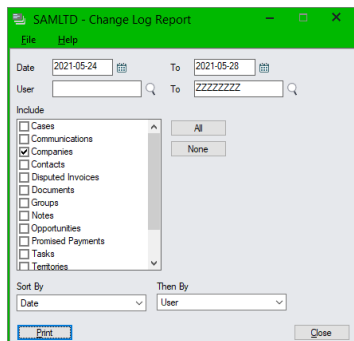 SAMLTD - Change Log Report
File Help
Date 2021-05-24 To 2021-05-28
User To ZZZZZZZZ
Include
Cases
Communications
Companies
Contacts
Disputed Invoices
Documents
Groups
Notes
Opportunities
Promised Payments
Tasks
Territories
All
None
Sort By Then By
Date User
Print Close